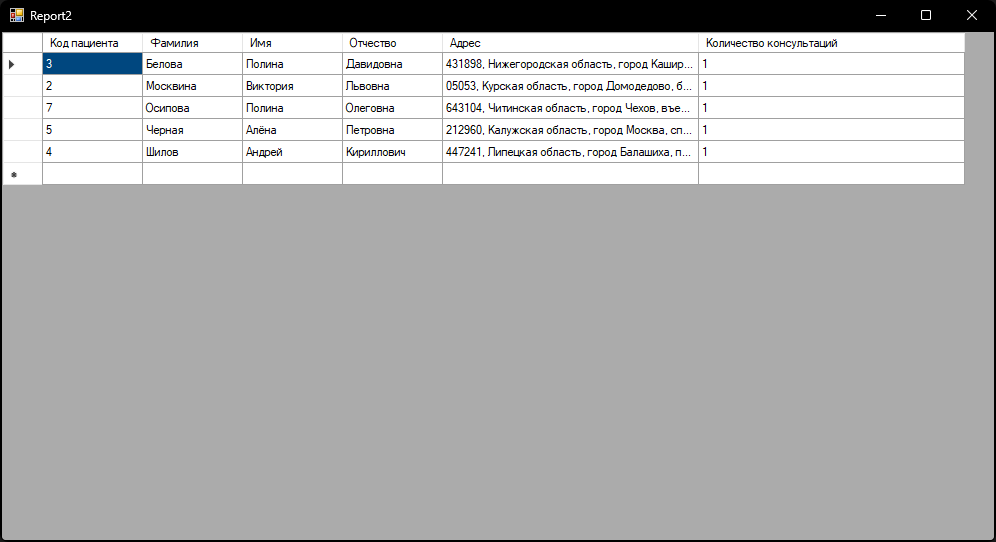 Report2
Код пациента Фамилия Имя Отчество Адрес Количество консультаций
3 Белова Полина Давидовна 431898, Нижегородская область, город Кашир... 1
2 Москвина Виктория Львовна 05053, Курская область, город Домодедово, б... 1
7 Осипова Полина Олеговна 643104, Читинская область, город Чехов, въе... 1
5 Черная Алёна Петровна 212960, Калужская область, город Москва, сп... 1
4 Шилов Андрей Кириллович 447241, Липецкая область, город Балашиха, п... 1